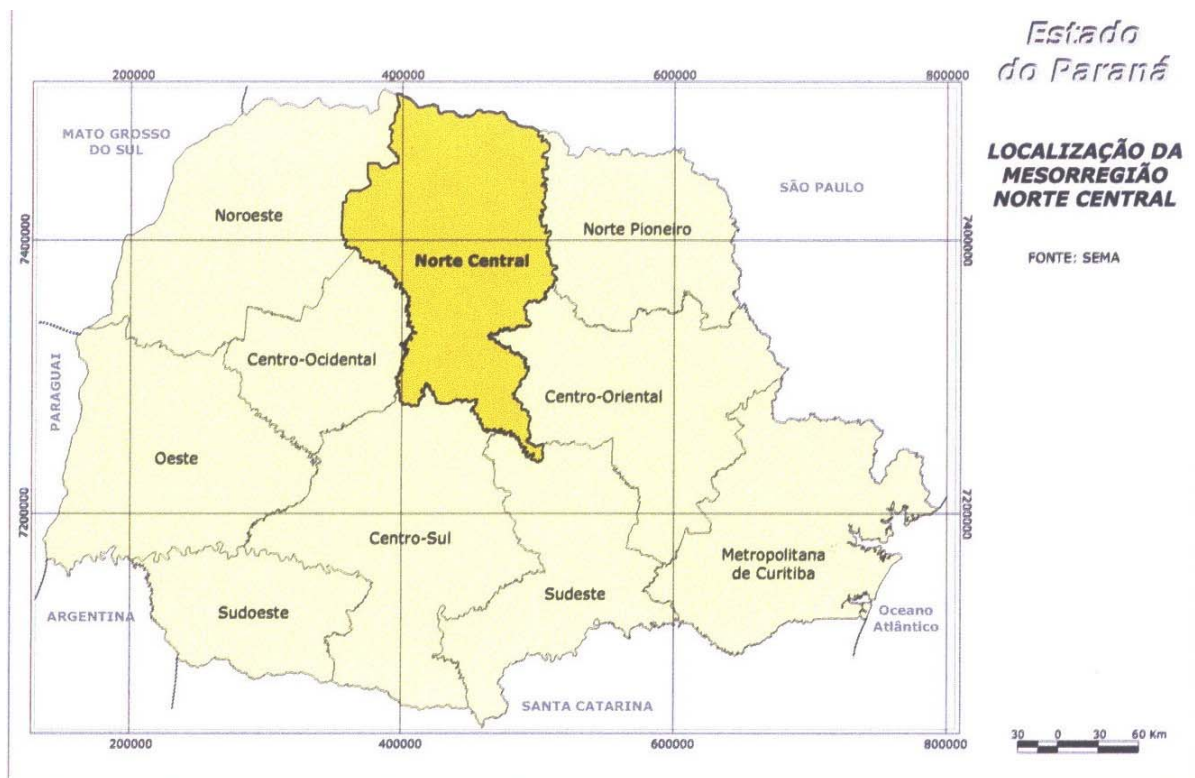 Estado
do Paraná
LOCALIZAÇÃO DA
MESORREGIÃO
NORTE CENTRAL
FONTE: SEMA
200000
400000
600000
800000
MATO GROSSO
DO SUL
SÃO PAULO
Noroeste
Norte Pioneiro
7400000
7400000
Norte Central
PARAGUAI
Centro-Ocidental
Centro-Oriental
Oeste
7200000
7200000
Centro-Sul
Metropolitana
de Curitiba
Sudeste
Sudoeste
ARGENTINA
Oceano
Atlântico
SANTA CATARINA
200000
400000
600000
800000
30 0 30 60 Km